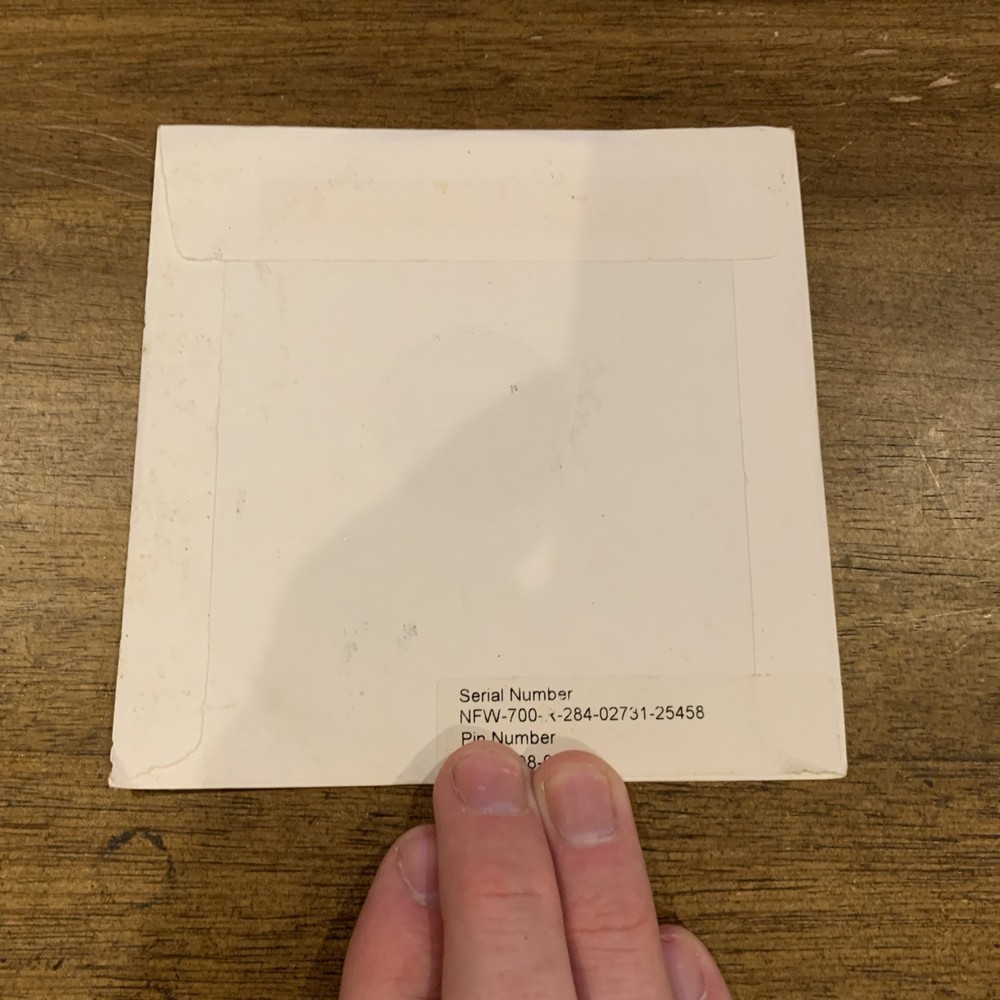 Serial Number
NFW-700- -284-02731-25458
Pin Number